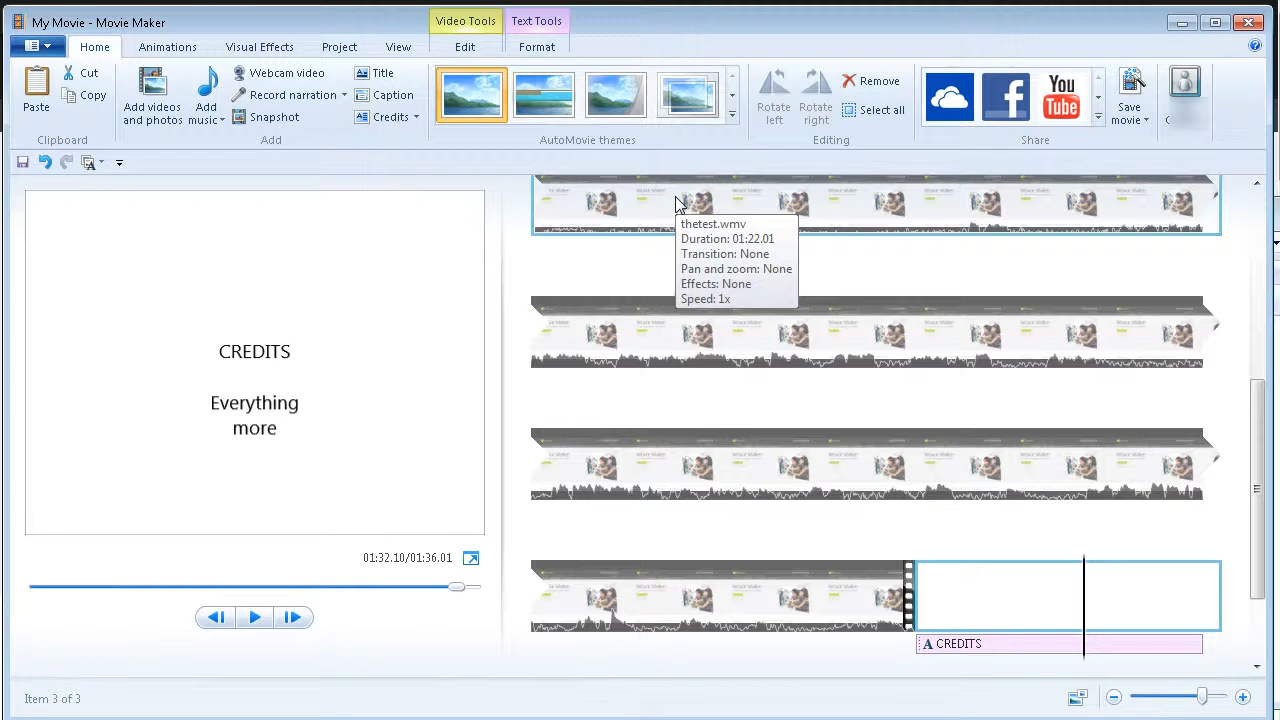 My Movie - Movie Maker
Video Tools
Text Tools
Home
Animations
Visual Effects
Project
View
Edit
Format
Paste
Cut
Copy
Clipboard
Add videos
and photos
Add
music
Webcam video
Record narration
Snapshot
Title
Caption
Credits
Add
AutoMovie themes
Rotate
left
Rotate
right
Remove
Select all
Editing
f
You
Tube
Save
movie
Share
thetest.wmv
Duration: 01:22.01
Transition: None
Pan and zoom: None
Effects: None
Speed: 1x
CREDITS
Everything
more
01:32.10/01:36.01
A CREDITS
Item 3 of 3